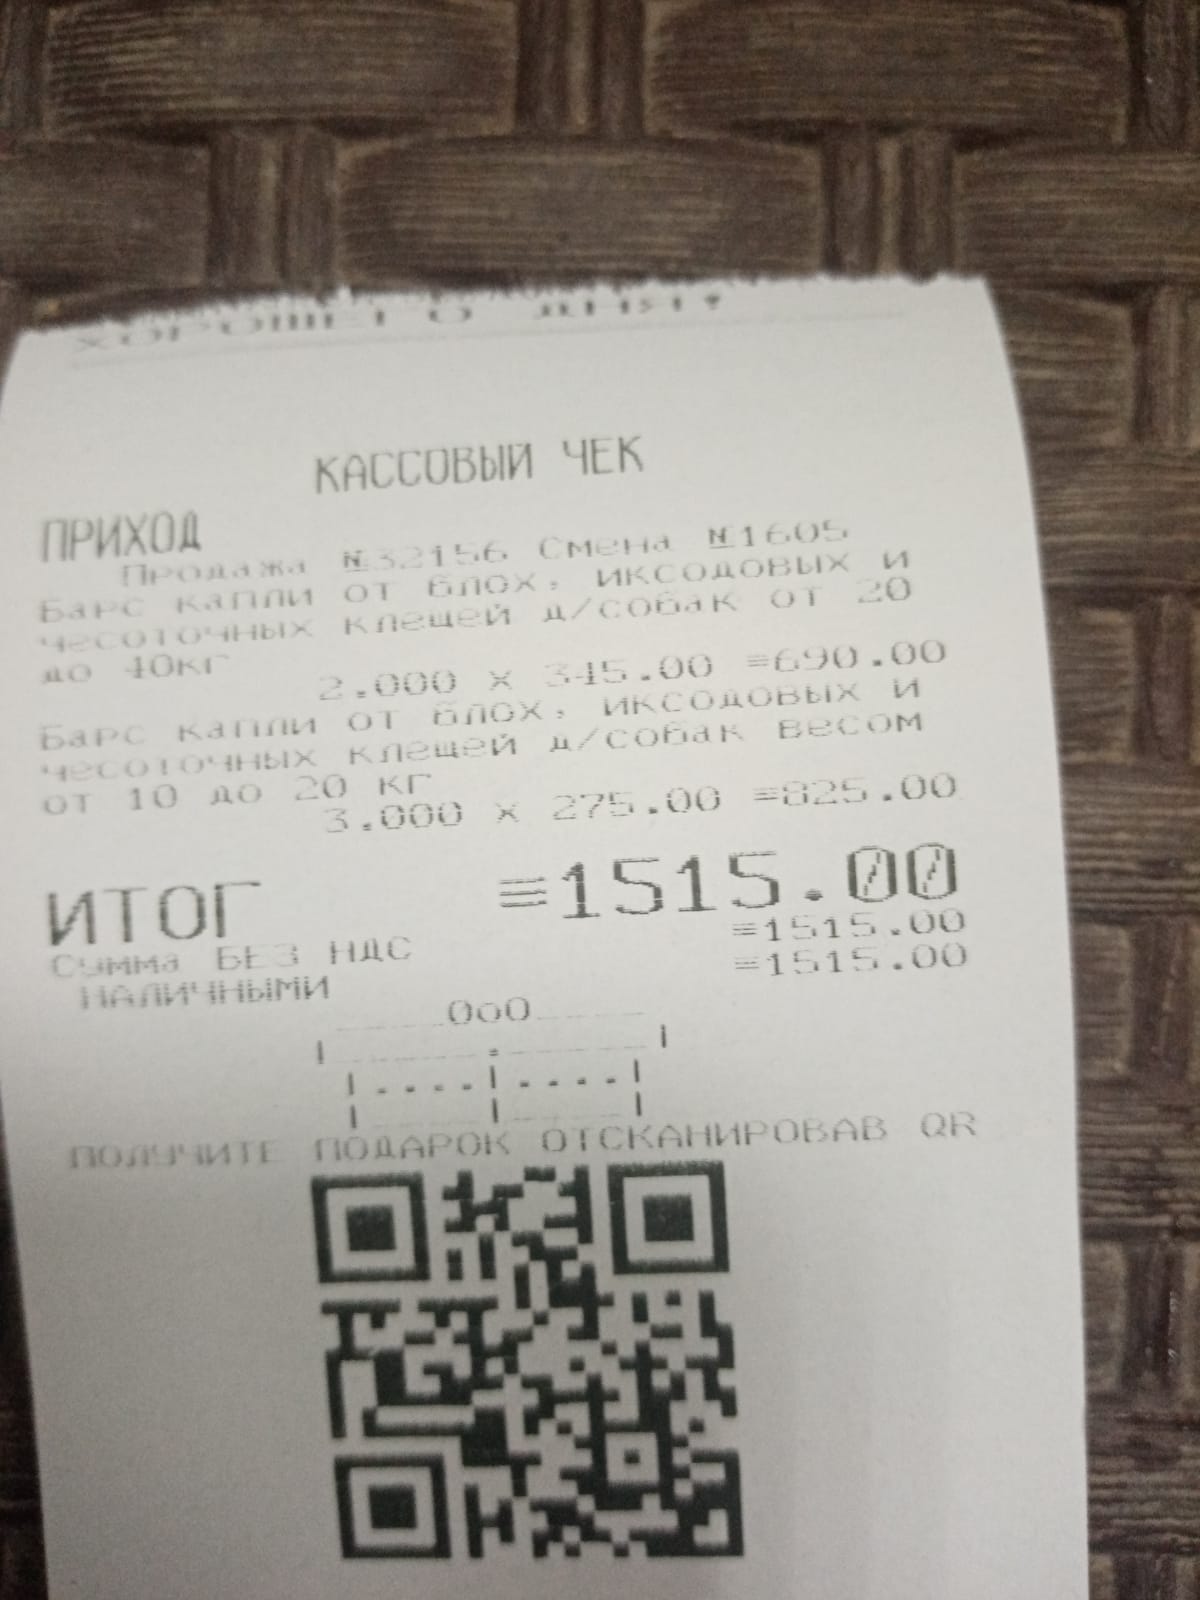 ХОРОШЕГО ДНЯ!
КАССОВЫЙ ЧЕК
ПРИХОД
Продажа №32156 Смена №1605
Барс капли от блох, иксодовых и
чесоточных клещей д/собак от 20
до 40кг
2.000 x 345.00 ≡690.00
Барс капли от блох, иксодовых и
чесоточных клещей д/собак весом
от 10 до 20 кг
3.000 x 275.00 ≡825.00
ИТОГ ≡1515.00
Сумма БЕЗ НДС ≡1515.00
НАЛИЧНЫМИ ≡1515.00
0o0
ПОЛУЧИТЕ ПОДАРОК ОТСКАНИРОВАВ QR